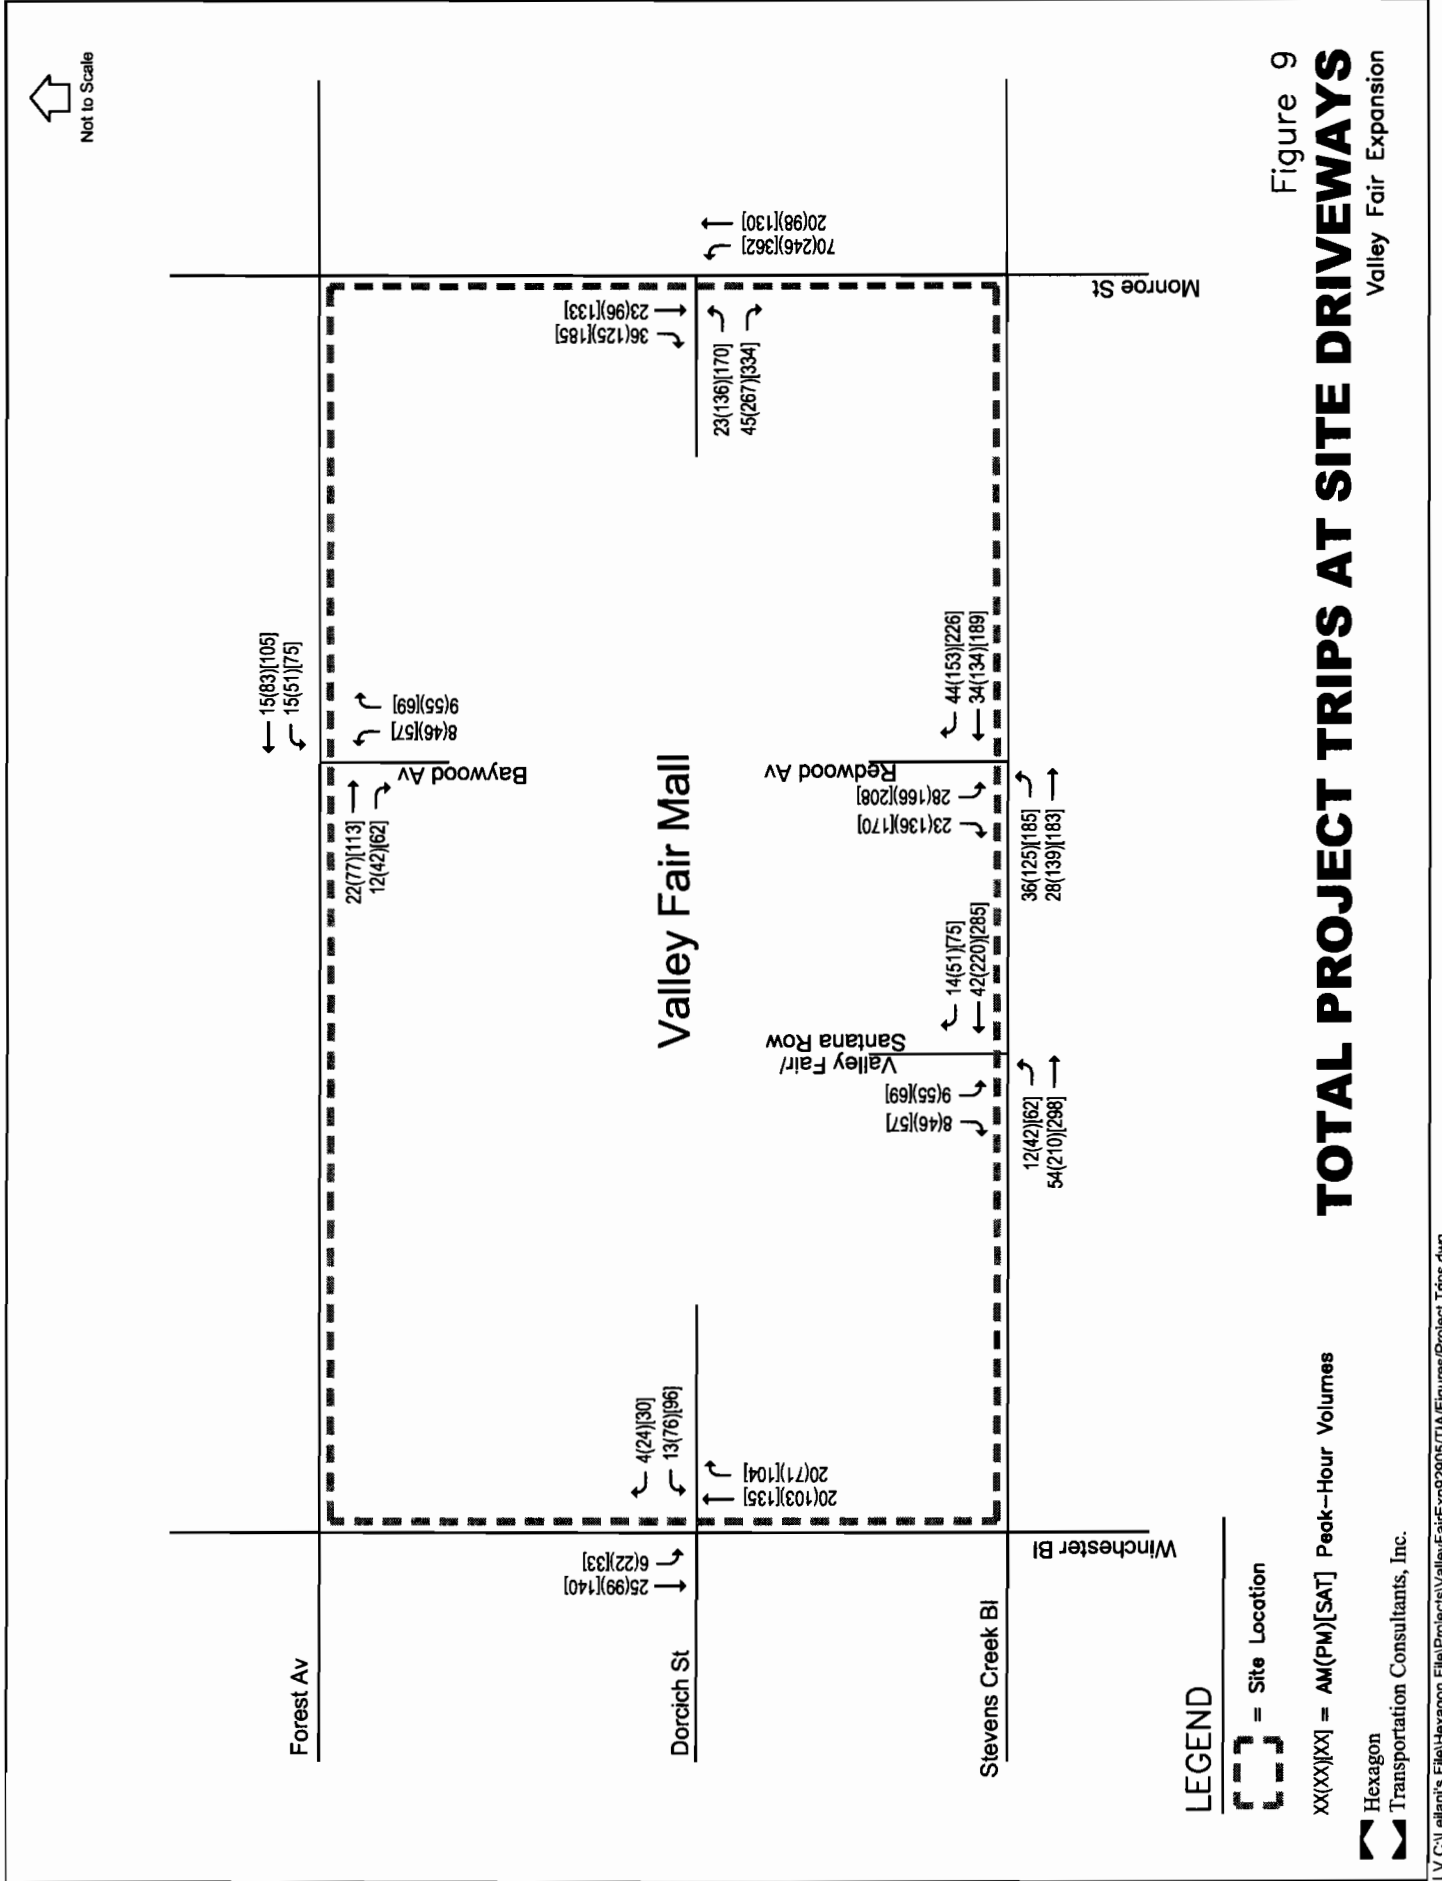 Not to Scale
Forest Av
15(83)[105]
15(51)[75]
22(77)[113]
12(42)[62]
8(46)[57]
9(55)[69]
Baywood Av
Valley Fair Mall
Dorcich St
25(99)[140]
6(22)[33]
4(24)[30]
13(76)[96]
20(103)[135]
20(71)[104]
36(125)[185]
23(96)[133]
23(136)[170]
45(267)[334]
70(246)[362]
20(98)[130]
Valley Fair/
Santana Row
8(46)[57]
9(55)[69]
14(51)[75]
42(220)[285]
12(42)[62]
54(210)[298]
Redwood Av
23(136)[170]
28(166)[208]
44(153)[226]
34(134)[189]
36(125)[185]
28(139)[183]
Stevens Creek Bl
Winchester Bl
Monroe St
LEGEND
= Site Location
XX(XX)[XX] = AM(PM)[SAT] Peak-Hour Volumes
Hexagon
Transportation Consultants, Inc.
Figure 9
TOTAL PROJECT TRIPS AT SITE DRIVEWAYS
Valley Fair Expansion